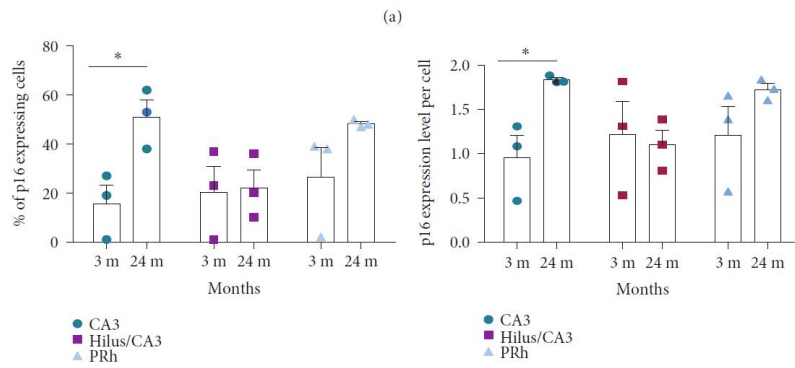 (a)
% of p16 expressing cells
80
60
40
20
0
*
3 m 24 m 3 m 24 m 3 m 24 m
Months
CA3
Hilus/CA3
PRh
p16 expression level per cell
2.0
1.5
1.0
0.5
0.0
*
3 m 24 m 3 m 24 m 3 m 24 m
Months
CA3
Hilus/CA3
PRh